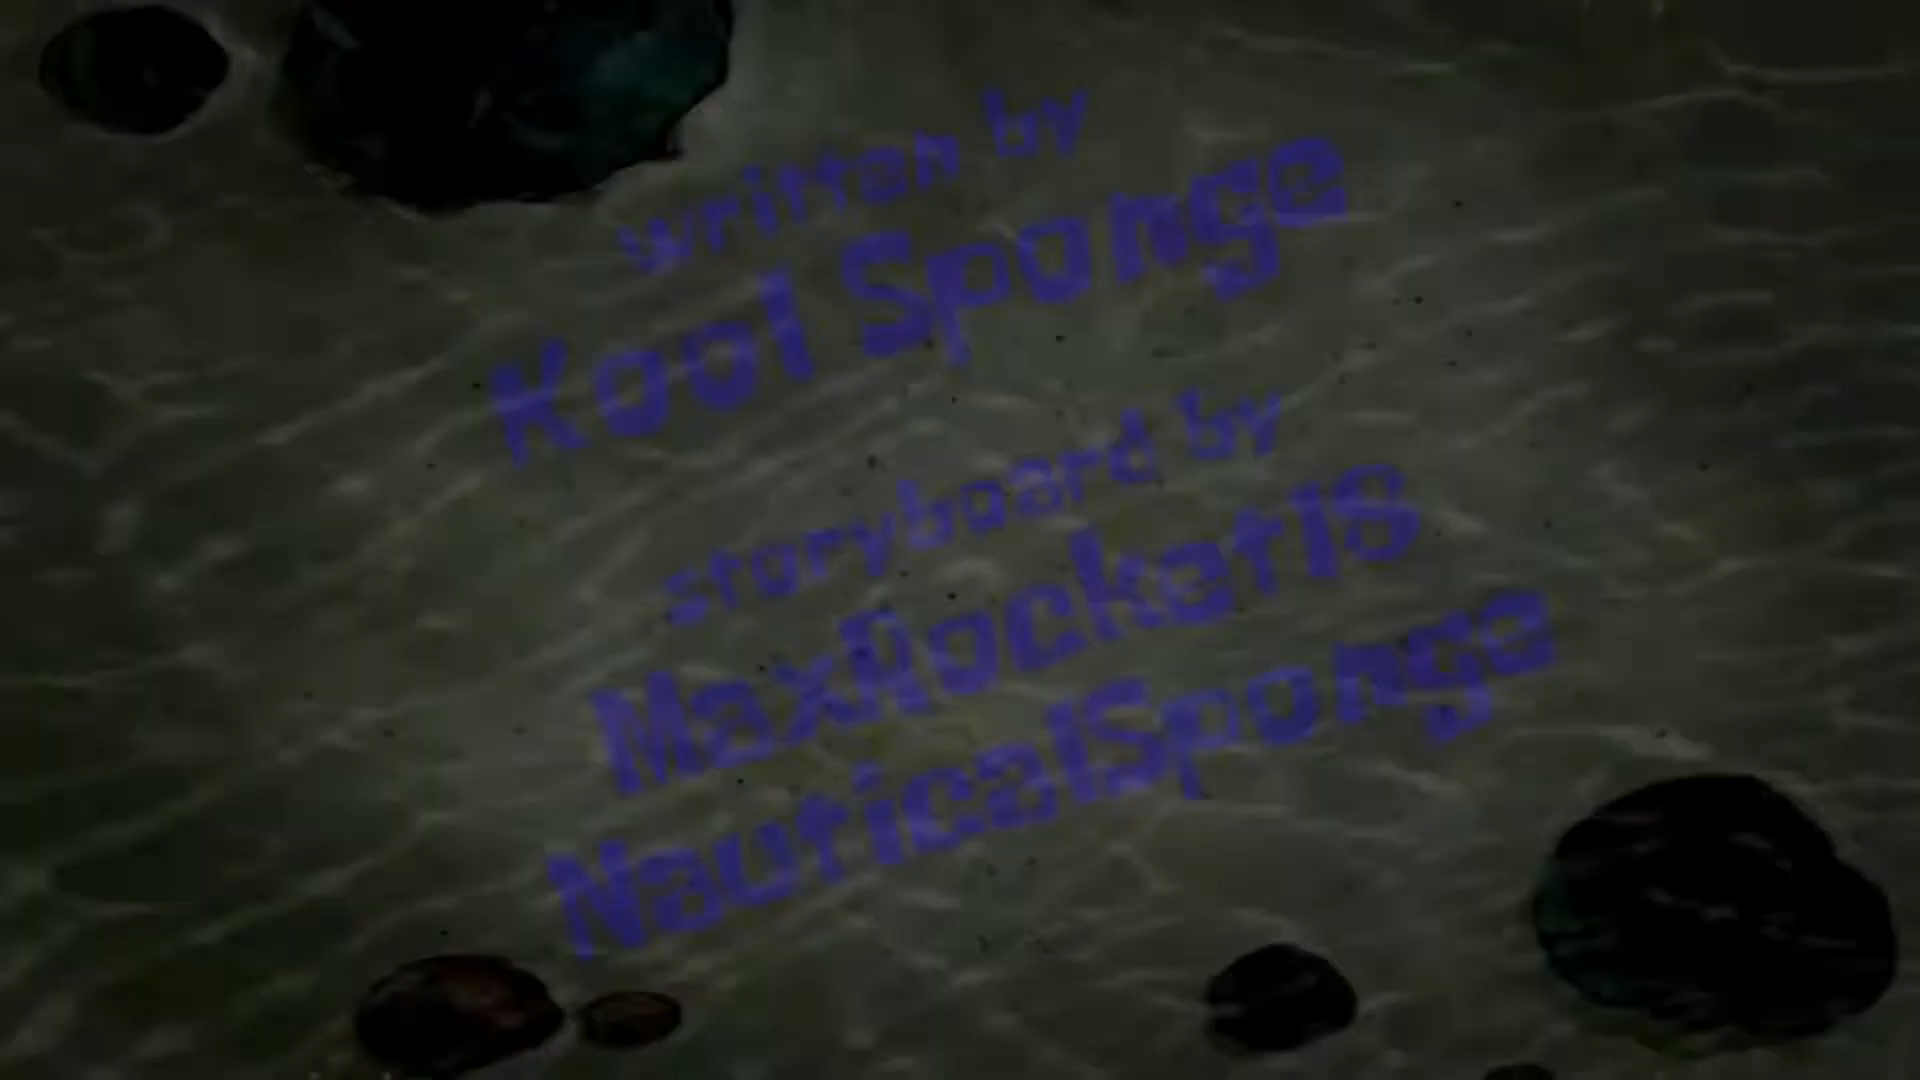 written by
Kool Sponge
storyboard by
MaxRocket18
NauticalSponge